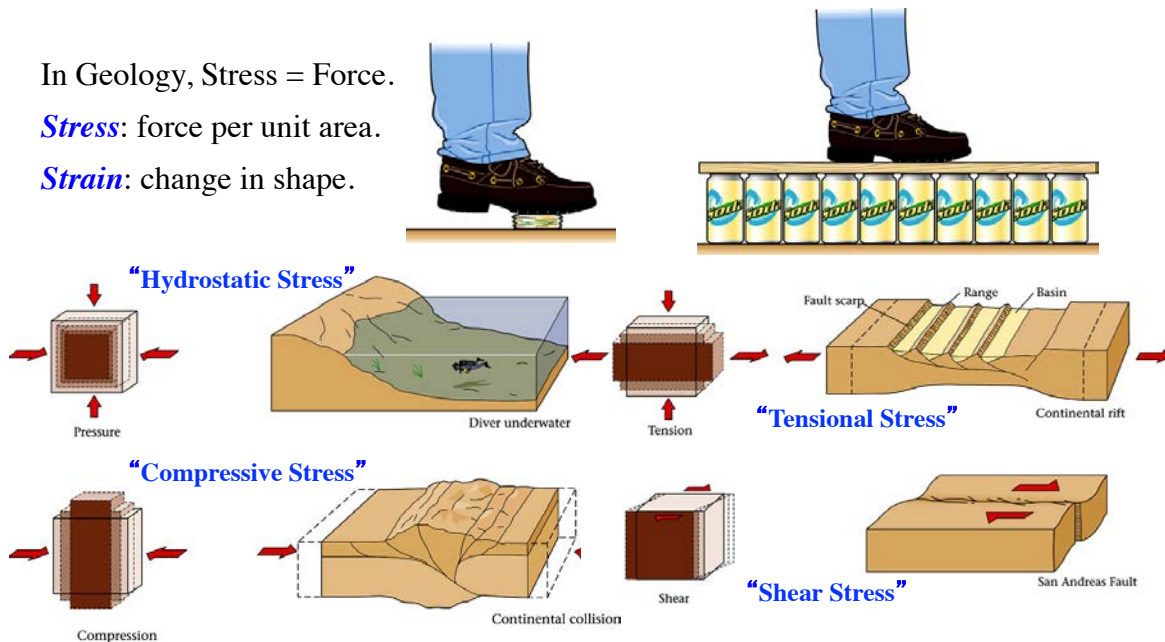 In Geology, Stress = Force.
Stress: force per unit area.
Strain: change in shape.
“Hydrostatic Stress”
Pressure
Diver underwater
Tension
Fault scarp
Range
Basin
Continental rift
“Tensional Stress”
“Compressive Stress”
Compression
Continental collision
Shear
“Shear Stress”
San Andreas Fault